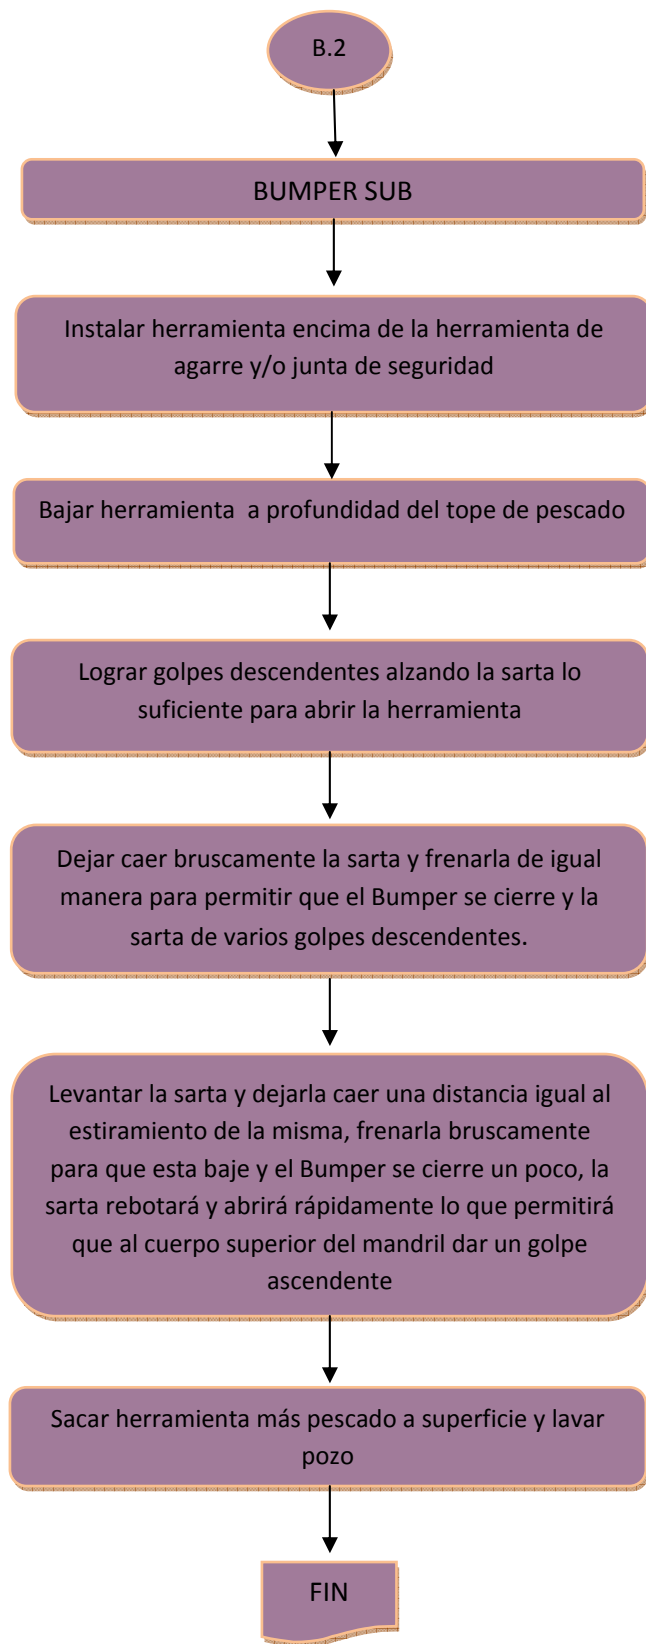 B.2
BUMPER SUB
Instalar herramienta encima de la herramienta de
agarre y/o junta de seguridad
Bajar herramienta  a profundidad del tope de pescado
Lograr golpes descendentes alzando la sarta lo
suficiente para abrir la herramienta
Dejar caer bruscamente la sarta y frenarla de igual
manera para permitir que el Bumper se cierre y la
sarta de varios golpes descendentes.
Levantar la sarta y dejarla caer una distancia igual al
estiramiento de la misma, frenarla bruscamente
para que esta baje y el Bumper se cierre un poco, la
sarta rebotará y abrirá rápidamente lo que permitirá
que al cuerpo superior del mandril dar un golpe
ascendente
Sacar herramienta más pescado a superficie y lavar
pozo
FIN